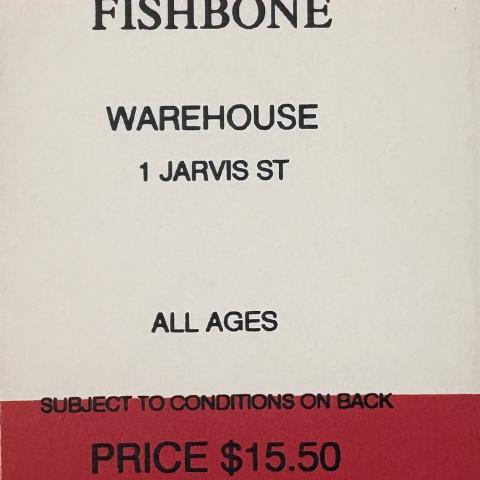 FISHBONE
WAREHOUSE
1 JARVIS ST
ALL AGES
SUBJECT TO CONDITIONS ON BACK
PRICE $15.50